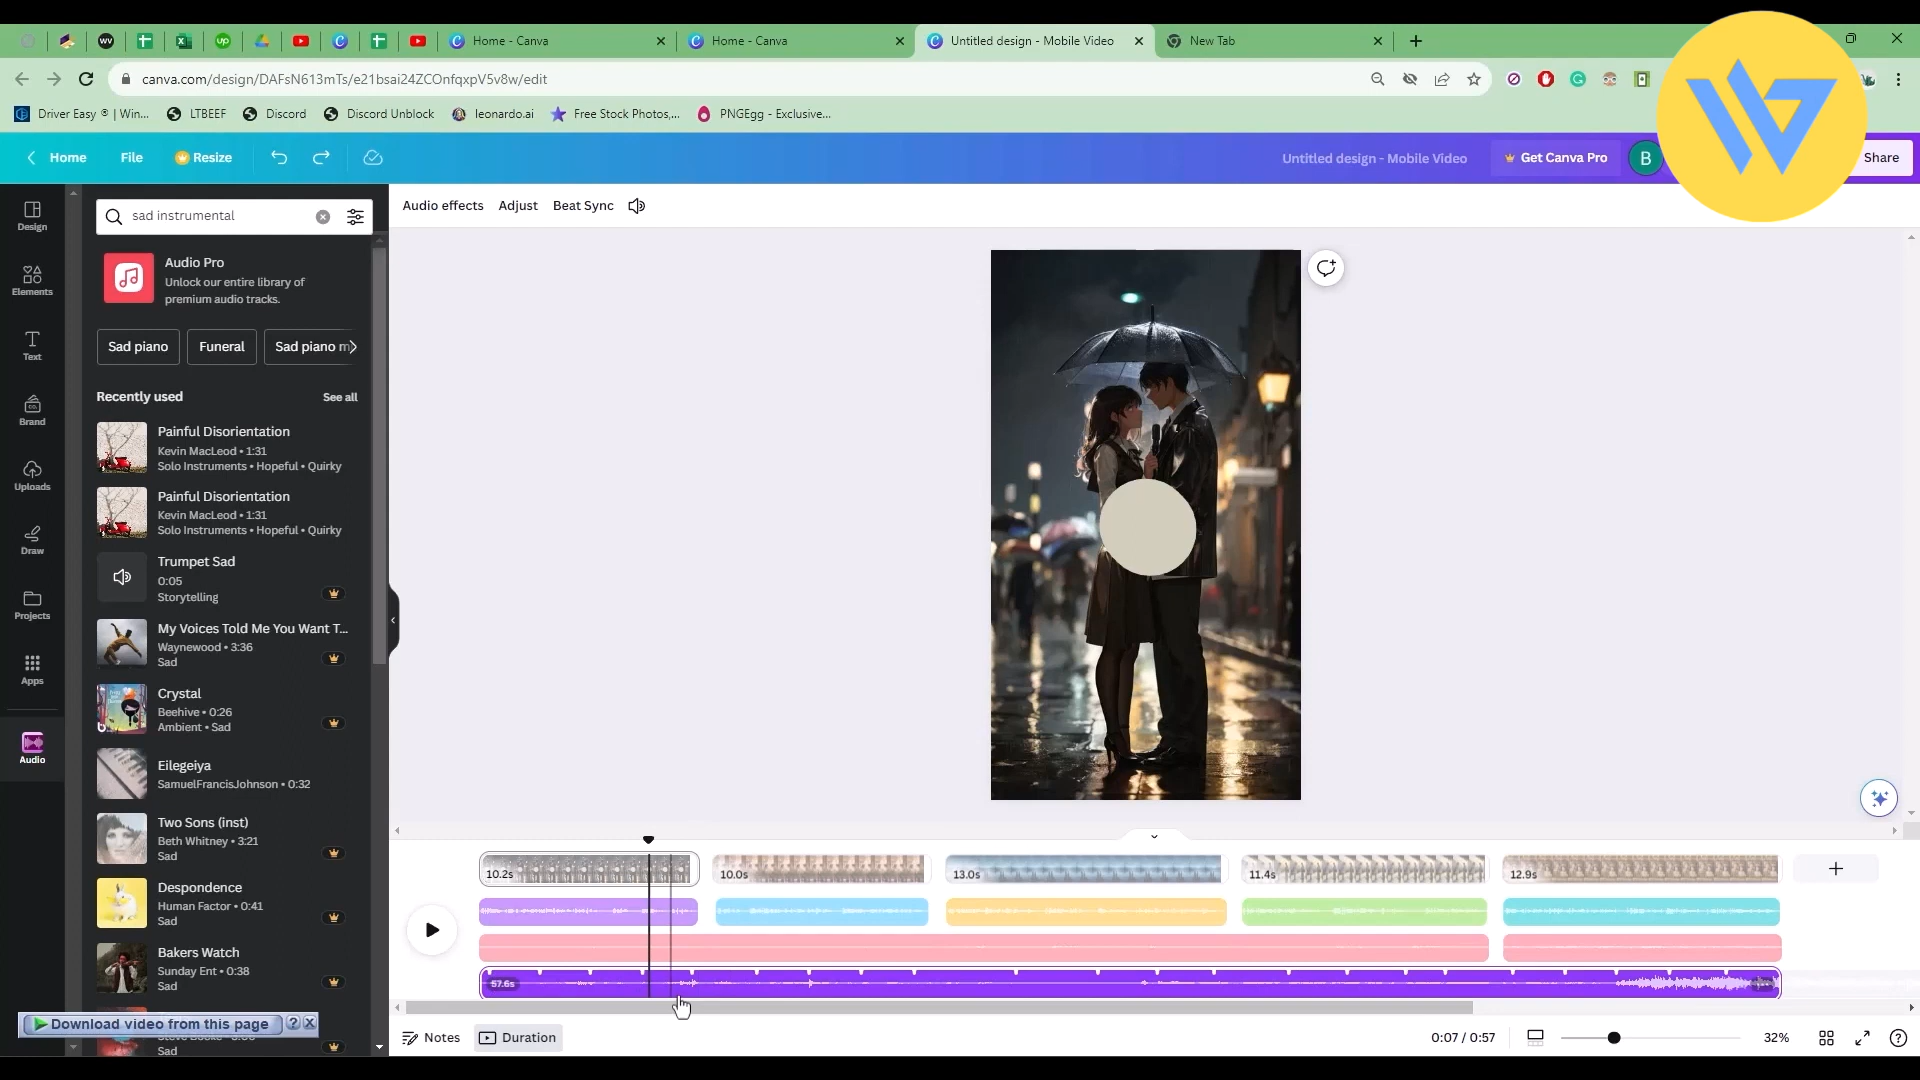 Home - Canva
Home - Canva
Untitled design - Mobile Video
New Tab
canva.com/design/DAFsN613mTs/e21bsai24ZCOnfqxpV5v8w/edit
Driver Easy ® | Win...
LTBEEF
Discord
Discord Unblock
leonardo.ai
Free Stock Photos,...
PNGEgg - Exclusive...
Home
File
Resize
Untitled design - Mobile Video
Get Canva Pro
B
Share
Design
Elements
Text
Brand
Uploads
Draw
Projects
Apps
Audio
sad instrumental
Audio Pro
Unlock our entire library of
premium audio tracks.
Sad piano
Funeral
Sad piano m
Recently used
See all
Painful Disorientation
Kevin MacLeod • 1:31
Solo Instruments • Hopeful • Quirky
Painful Disorientation
Kevin MacLeod • 1:31
Solo Instruments • Hopeful • Quirky
Trumpet Sad
0:05
Storytelling
My Voices Told Me You Want T...
Waynewood • 3:36
Sad
Crystal
Beehive • 0:26
Ambient • Sad
Eilegeiya
SamuelFrancisJohnson • 0:32
Two Sons (inst)
Beth Whitney • 3:21
Sad
Despondence
Human Factor • 0:41
Sad
Bakers Watch
Sunday Ent • 0:38
Sad
Sad
Download video from this page
? X
Audio effects
Adjust
Beat Sync
10.2s
10.0s
13.0s
11.4s
12.9s
57.6s
Notes
Duration
0:07 / 0:57
32%